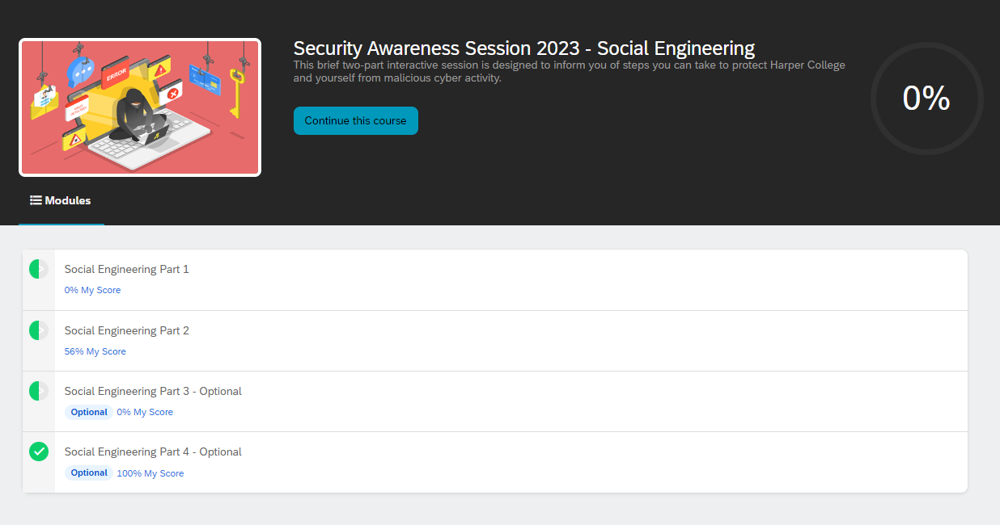 ERROR
VIRUS
DETECTED
Security Awareness Session 2023 - Social Engineering
This brief two-part interactive session is designed to inform you of steps you can take to protect Harper College
and yourself from malicious cyber activity.
Continue this course
0%
Modules
Social Engineering Part 1
0% My Score
Social Engineering Part 2
56% My Score
Social Engineering Part 3 - Optional
Optional 0% My Score
Social Engineering Part 4 - Optional
Optional 100% My Score